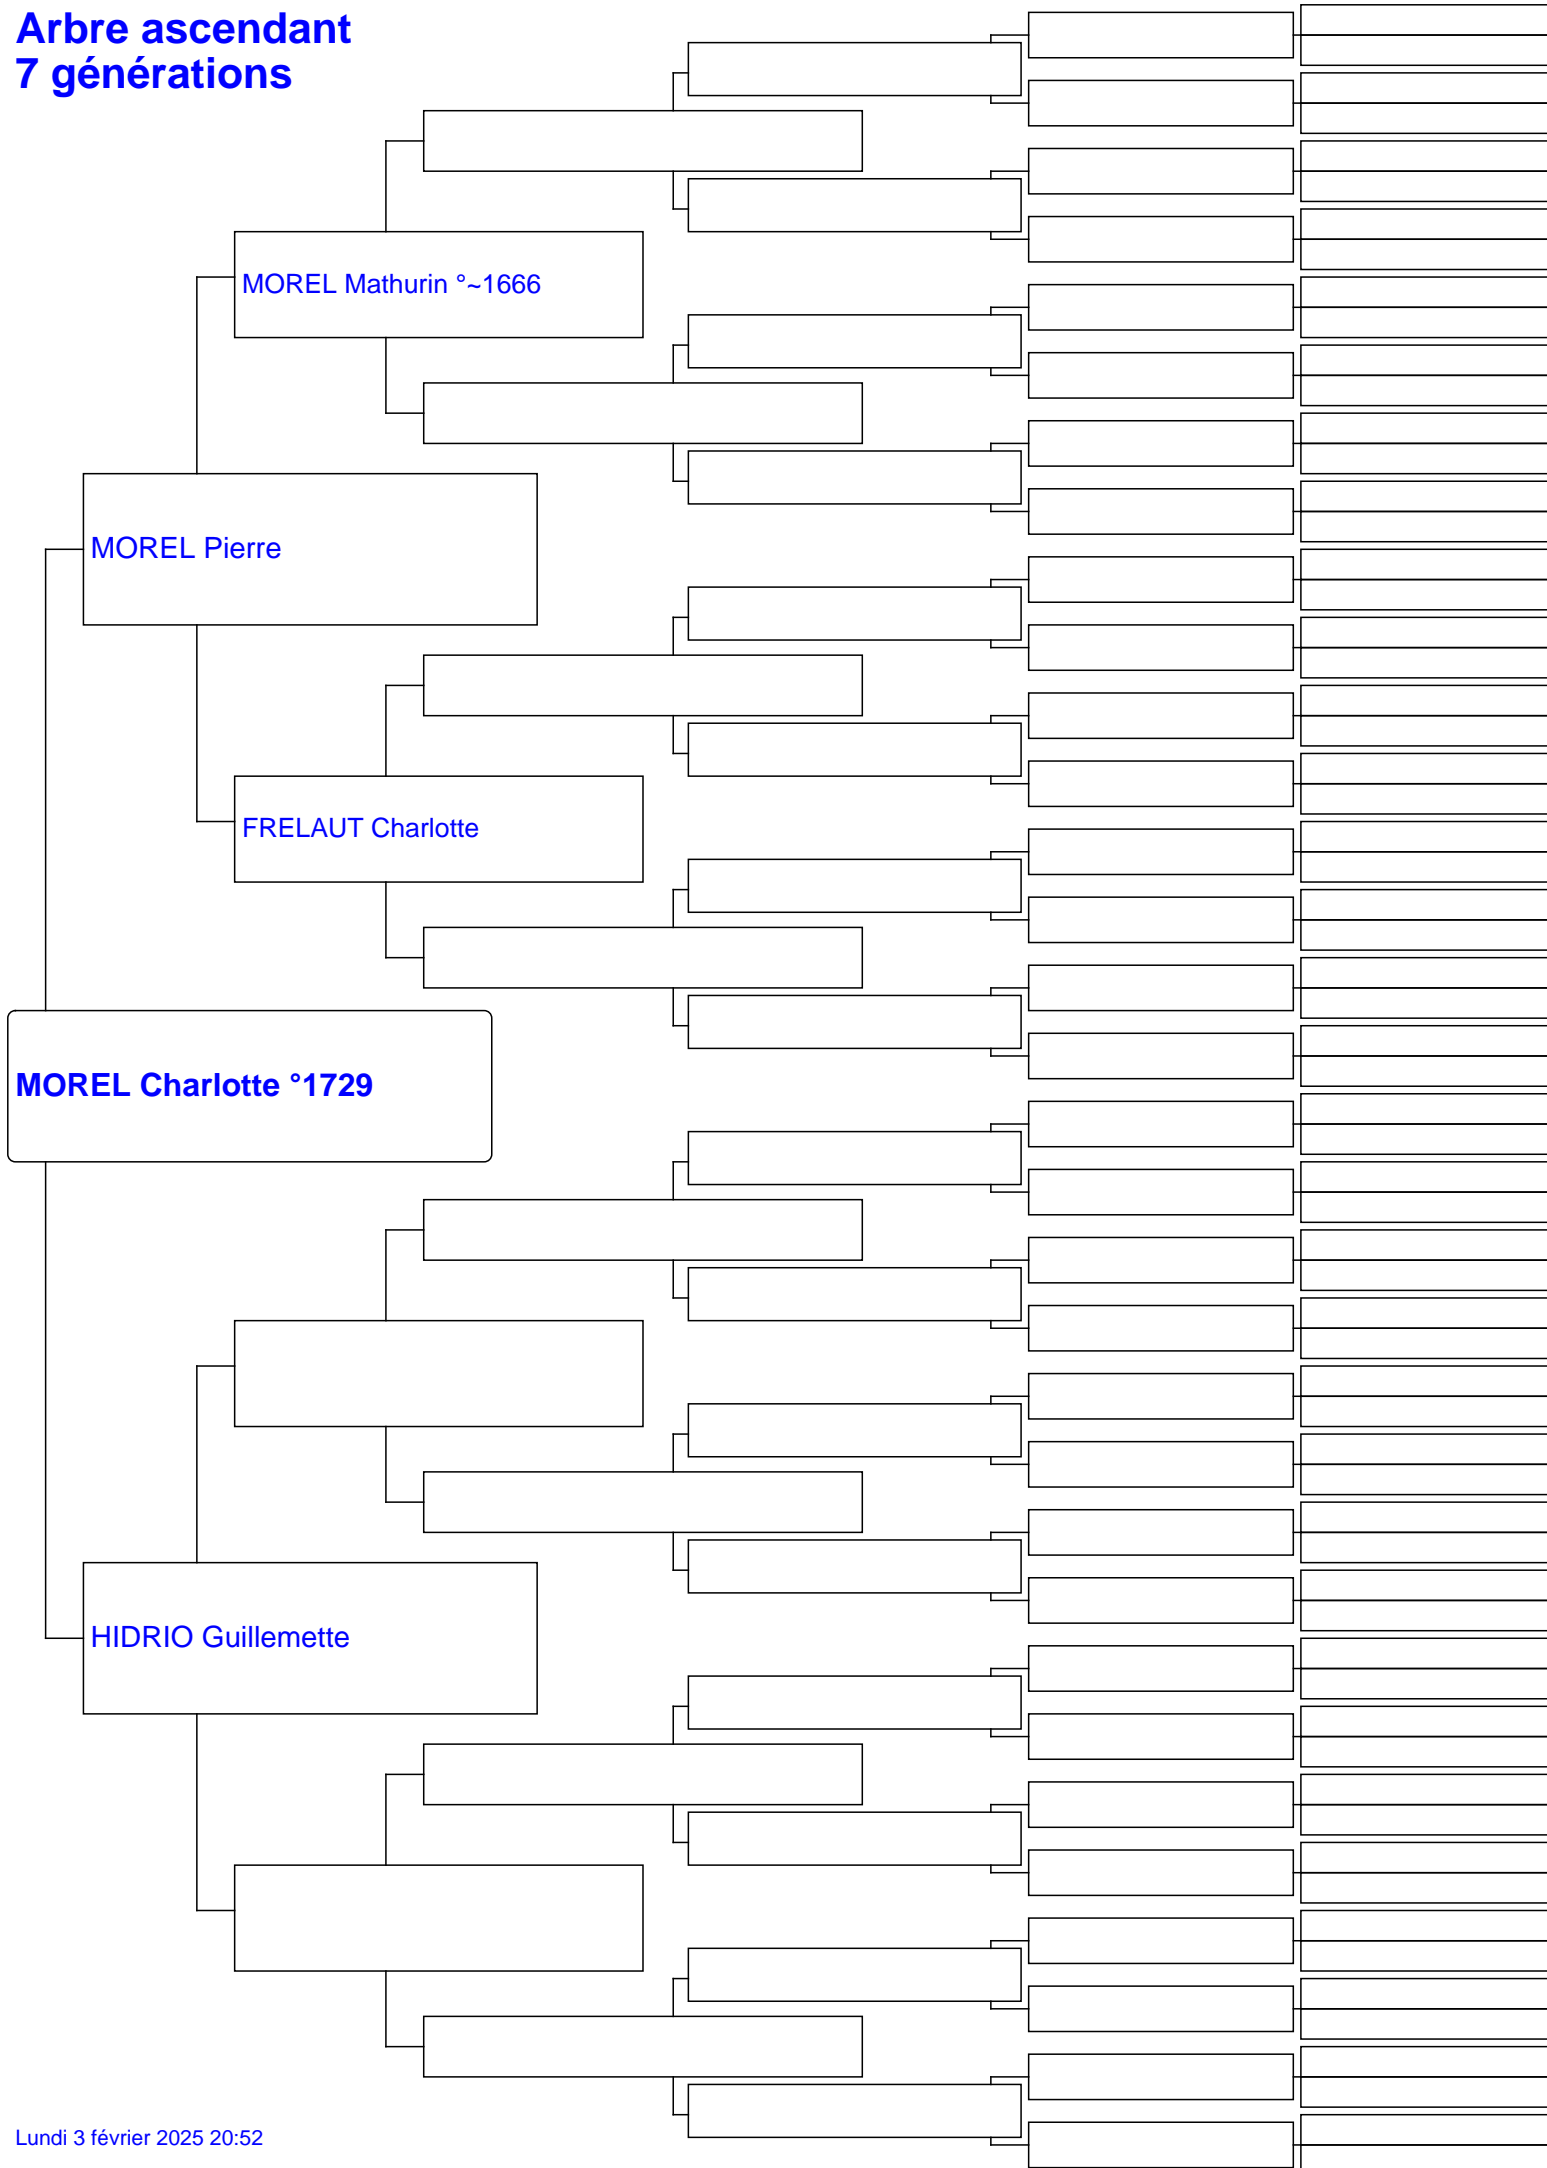 Arbre ascendant
7 générations
MOREL Mathurin °~1666
MOREL Pierre
FRELAUT Charlotte
MOREL Charlotte °1729
HIDRIO Guillemette
Lundi 3 février 2025 20:52